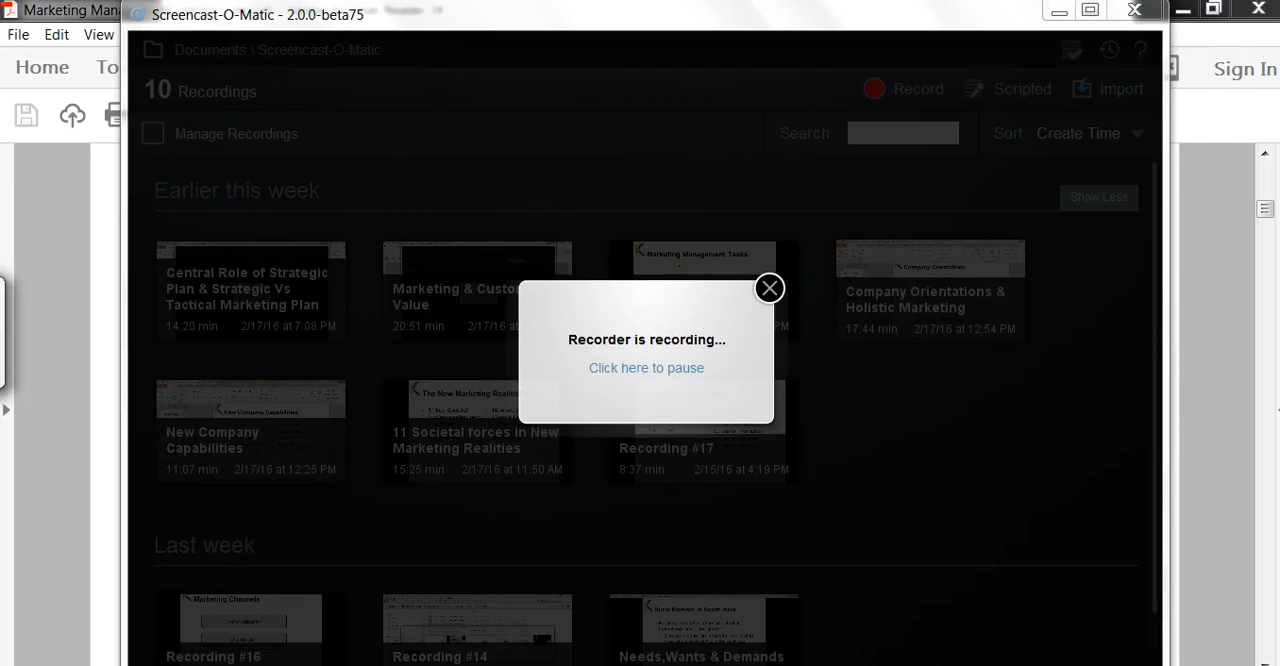 Marketing Man
Screencast-O-Matic - 2.0.0-beta75
File Edit View
Home To
Sign In
Documents \ Screencast-O-Matic
10 Recordings
Record Scripted Import
Manage Recordings
Search:
Sort: Create Time
Earlier this week
Show Less
Central Role of Strategic
Plan & Strategic Vs
Tactical Marketing Plan
14:20 min 2/17/16 at 7:08 PM
Marketing & Custo
Value
20:51 min 2/17/16 at
Marketing Management Tasks
PM
Company Orientations
Company Orientations &
Holistic Marketing
17:44 min 2/17/16 at 12:54 PM
Recorder is recording...
Click here to pause
New Company Capabilities
New Company
Capabilities
11:07 min 2/17/16 at 12:25 PM
The New Marketing Realities
11 Societal forces in New
Marketing Realities
15:25 min 2/17/16 at 11:50 AM
Recording #17
8:37 min 2/15/16 at 4:19 PM
Last week
Marketing Channels
Recording #16
Recording #14
Needs,Wants & Demands